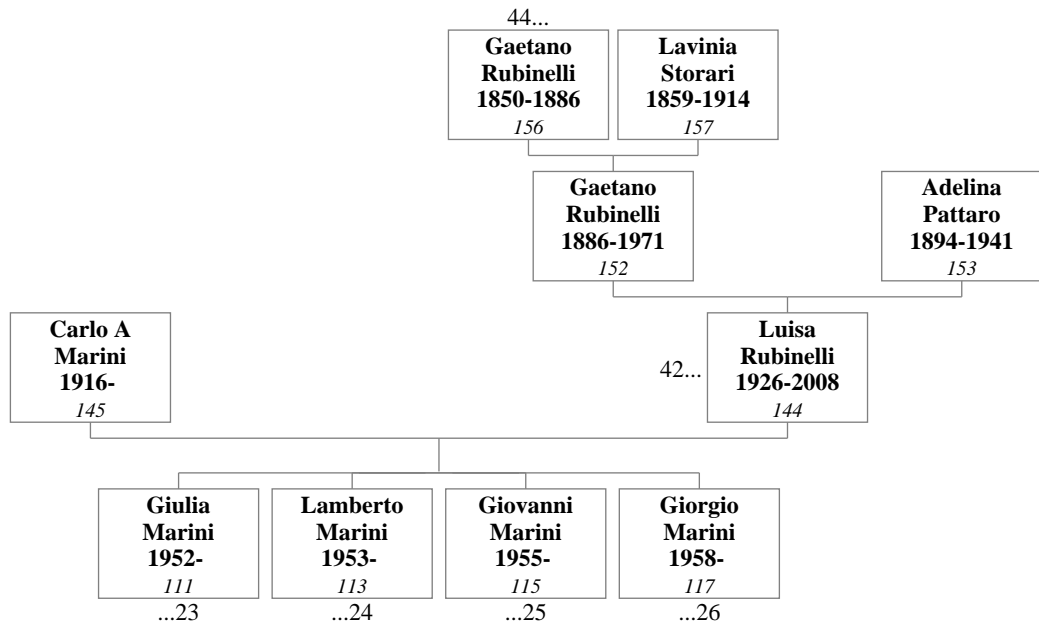 44...
Gaetano
Rubinelli
1850-1886
156
Lavinia
Storari
1859-1914
157
Gaetano
Rubinelli
1886-1971
152
Adelina
Pattaro
1894-1941
153
Carlo A
Marini
1916-
145
42...
Luisa
Rubinelli
1926-2008
144
Giulia
Marini
1952-
111
...23
Lamberto
Marini
1953-
113
...24
Giovanni
Marini
1955-
115
...25
Giorgio
Marini
1958-
117
...26